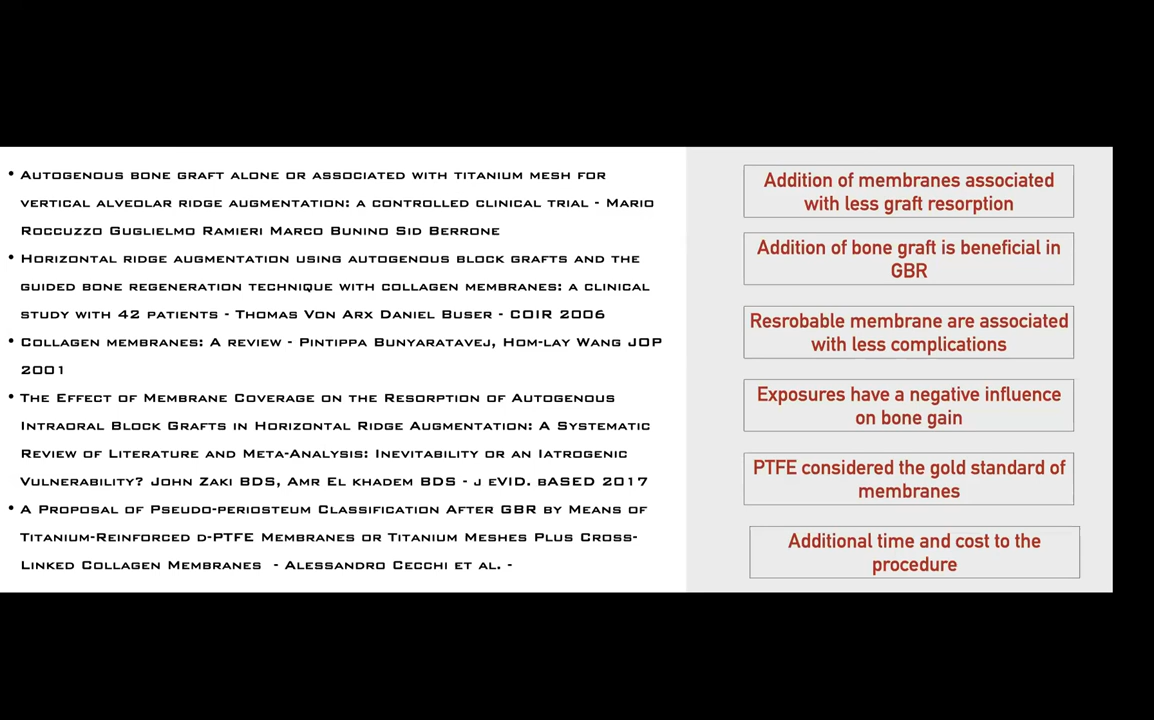 • Autogenous bone graft alone or associated with titanium mesh for
vertical alveolar ridge augmentation: a controlled clinical trial - Mario
Roccuzzo Guglielmo Ramieri Marco Bunino Sid Berrone
• Horizontal ridge augmentation using autogenous block grafts and the
guided bone regeneration technique with collagen membranes: a clinical
study with 42 patients - Thomas Von Arx Daniel Buser - COIR 2006
• Collagen membranes: A review - Pintippa Bunyaratavej, Hom-lay Wang JOP
2001
• The Effect of Membrane Coverage on the Resorption of Autogenous
Intraoral Block Grafts in Horizontal Ridge Augmentation: A Systematic
Review of Literature and Meta-Analysis: Inevitability or an Iatrogenic
Vulnerability? John Zaki BDS, Amr El khadem BDS - j eVID. bASED 2017
• A Proposal of Pseudo-periosteum Classification After GBR by Means of
Titanium-Reinforced d-PTFE Membranes or Titanium Meshes Plus Cross-
Linked Collagen Membranes - Alessandro Cecchi et al. -
Addition of membranes associated
with less graft resorption
Addition of bone graft is beneficial in
GBR
Resrobable membrane are associated
with less complications
Exposures have a negative influence
on bone gain
PTFE considered the gold standard of
membranes
Additional time and cost to the
procedure